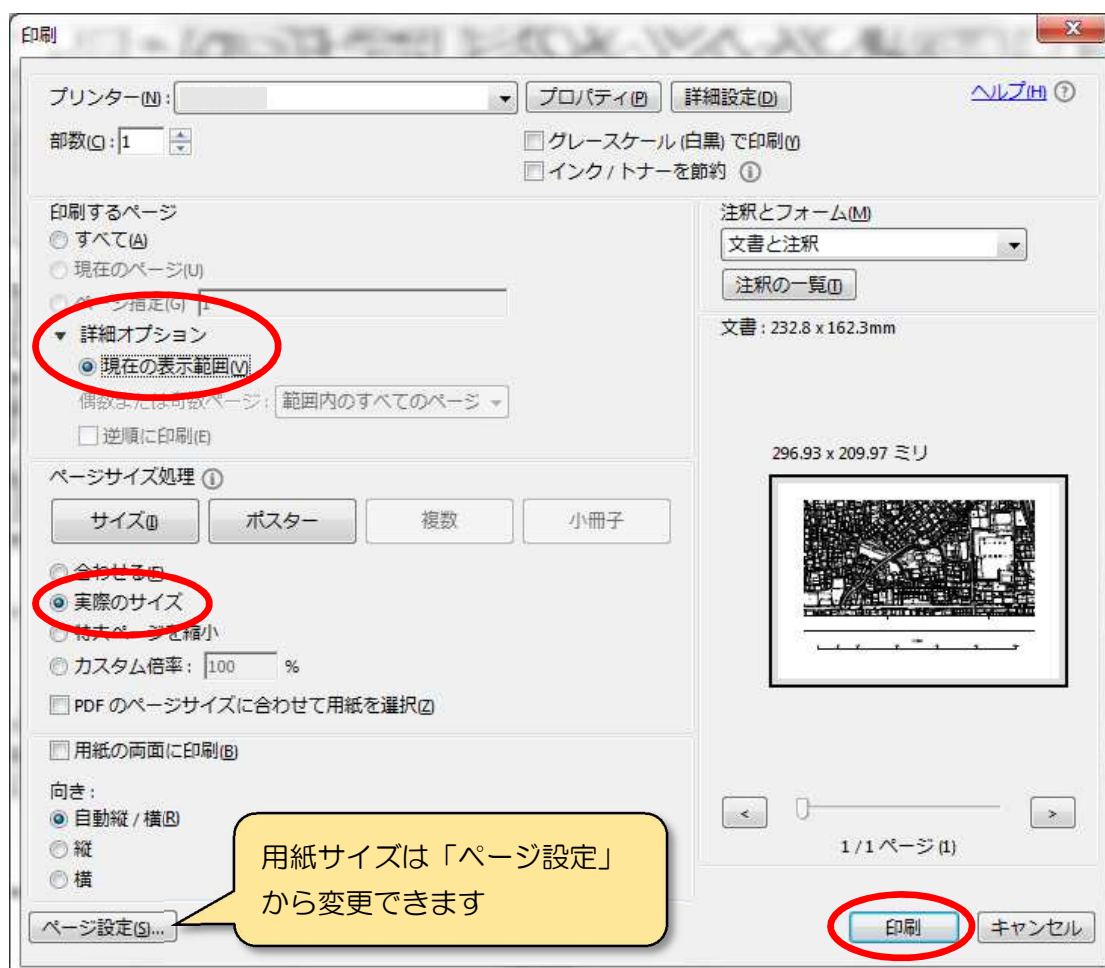 印刷
プリンター(N): プロパティ(P) 詳細設定(D) ヘルプ(H)
部数(C): 1 グレースケール (白黒) で印刷(Y)
インク / トナーを節約
印刷するページ
すべて(A)
現在のページ(U)
ページ指定(G) 1
詳細オプション
現在の表示範囲(V)
偶数または奇数ページ: 範囲内のすべてのページ
逆順に印刷(E)
注釈とフォーム(M)
文書と注釈
注釈の一覧(T)
文書 : 232.8 x 162.3mm
296.93 x 209.97 ミリ
ページサイズ処理
サイズ(I) ポスター 複数 小冊子
合わせる(F)
実際のサイズ
特大ページを縮小
カスタム倍率: 100 %
PDF のページサイズに合わせて用紙を選択(Z)
用紙の両面に印刷(B)
向き:
自動縦 / 横(R)
縦
横
用紙サイズは「ページ設定」
から変更できます
< >
1 / 1 ページ (1)
ページ設定(S)... 印刷 キャンセル